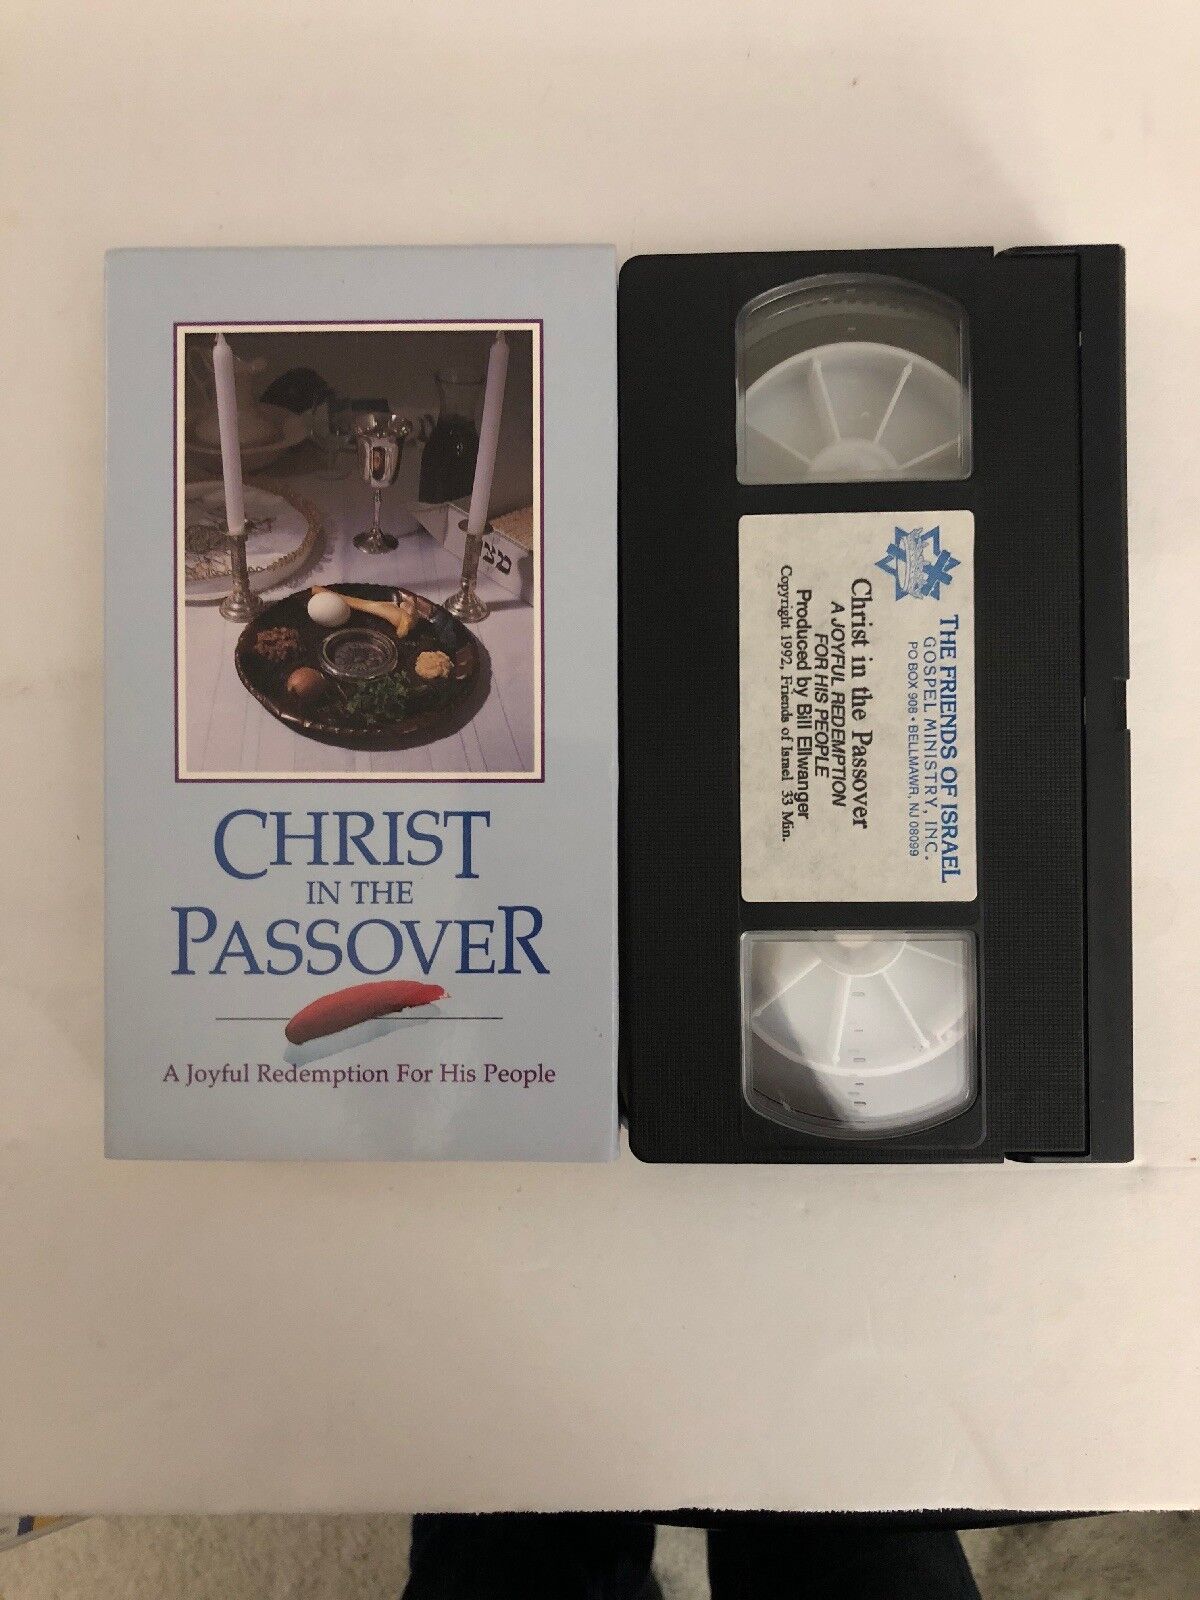 מצ
CHRIST
IN THE
PASSOVER
A Joyful Redemption For His People
THE FRIENDS OF ISRAEL
GOSPEL MINISTRY, INC.
PO BOX 908 • BELLMAWR, NJ 08099
Christ in the Passover
A JOYFUL REDEMPTION
FOR HIS PEOPLE
Produced by Bill Ellwanger
Copyright 1992, Friends of Israel 33 Min.